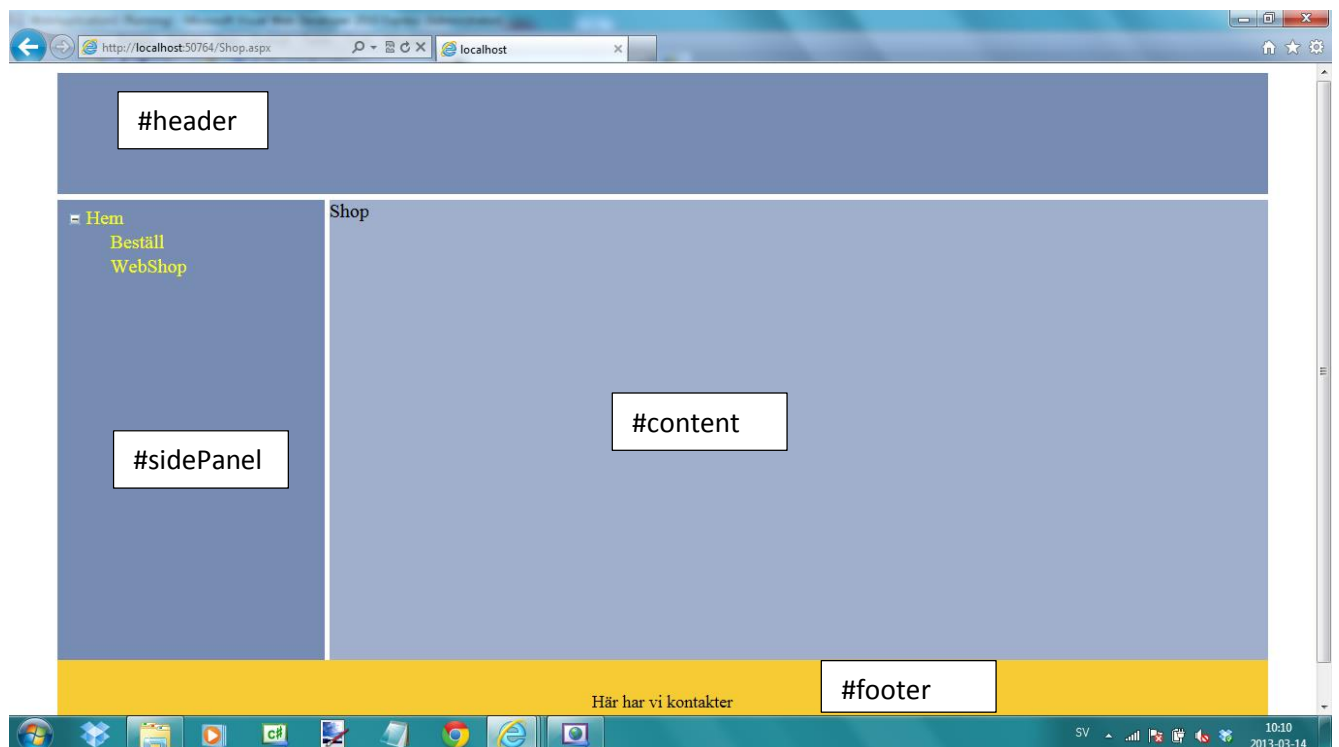 http://localhost:50764/Shop.aspx
localhost
#header
Hem
Beställ
WebShop
Shop
#content
#sidePanel
#footer
Här har vi kontakter
C#
SV
10:10
2013-03-14